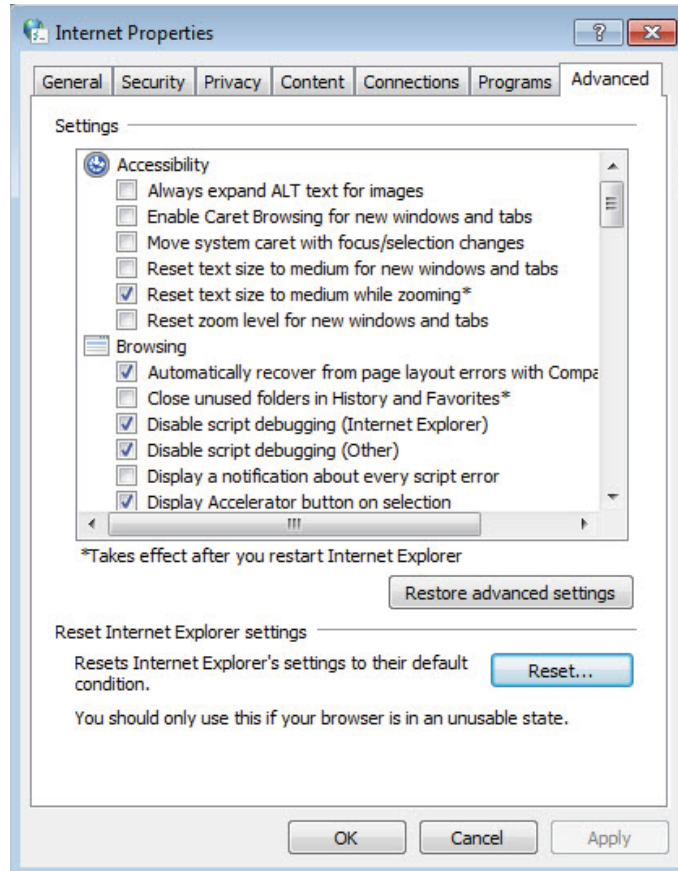 Internet Properties
General Security Privacy Content Connections Programs Advanced
Settings
Accessibility
Always expand ALT text for images
Enable Caret Browsing for new windows and tabs
Move system caret with focus/selection changes
Reset text size to medium for new windows and tabs
Reset text size to medium while zooming*
Reset zoom level for new windows and tabs
Browsing
Automatically recover from page layout errors with Compa
Close unused folders in History and Favorites*
Disable script debugging (Internet Explorer)
Disable script debugging (Other)
Display a notification about every script error
Display Accelerator button on selection
*Takes effect after you restart Internet Explorer
Restore advanced settings
Reset Internet Explorer settings
Resets Internet Explorer's settings to their default
condition.
Reset...
You should only use this if your browser is in an unusable state.
OK Cancel Apply